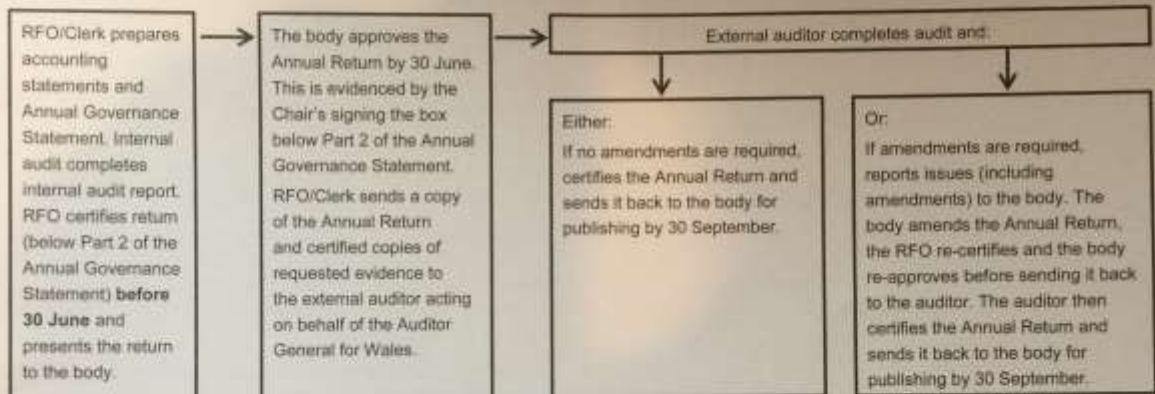 RFO/Clerk prepares
accounting
statements and
Annual Governance
Statement. Internal
audit completes
internal audit report.
RFO certifies return
(below Part 2 of the
Annual Governance
Statement) before
30 June and
presents the return
to the body.
The body approves the
Annual Return by 30 June.
This is evidenced by the
Chair's signing the box
below Part 2 of the Annual
Governance Statement.
RFO/Clerk sends a copy
of the Annual Return
and certified copies of
requested evidence to
the external auditor acting
on behalf of the Auditor
General for Wales.
External auditor completes audit and:
Either:
If no amendments are required,
certifies the Annual Return and
sends it back to the body for
publishing by 30 September.
Or:
If amendments are required,
reports issues (including
amendments) to the body. The
body amends the Annual Return,
the RFO re-certifies and the body
re-approves before sending it back
to the auditor. The auditor then
certifies the Annual Return and
sends it back to the body for
publishing by 30 September.